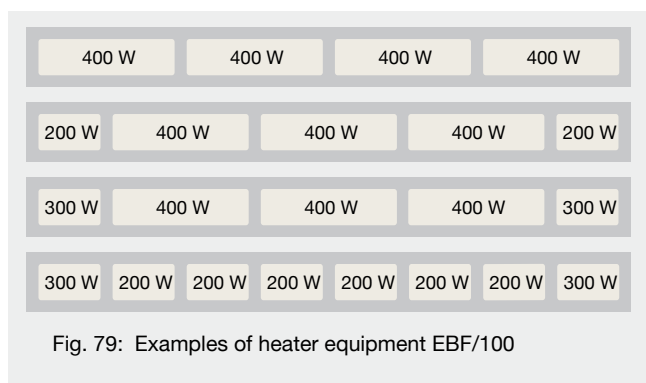 400 W 400 W 400 W 400 W
200 W 400 W 400 W 400 W 200 W
300 W 400 W 400 W 400 W 300 W
300 W 200 W 200 W 200 W 200 W 200 W 200 W 300 W
Fig. 79: Examples of heater equipment EBF/100